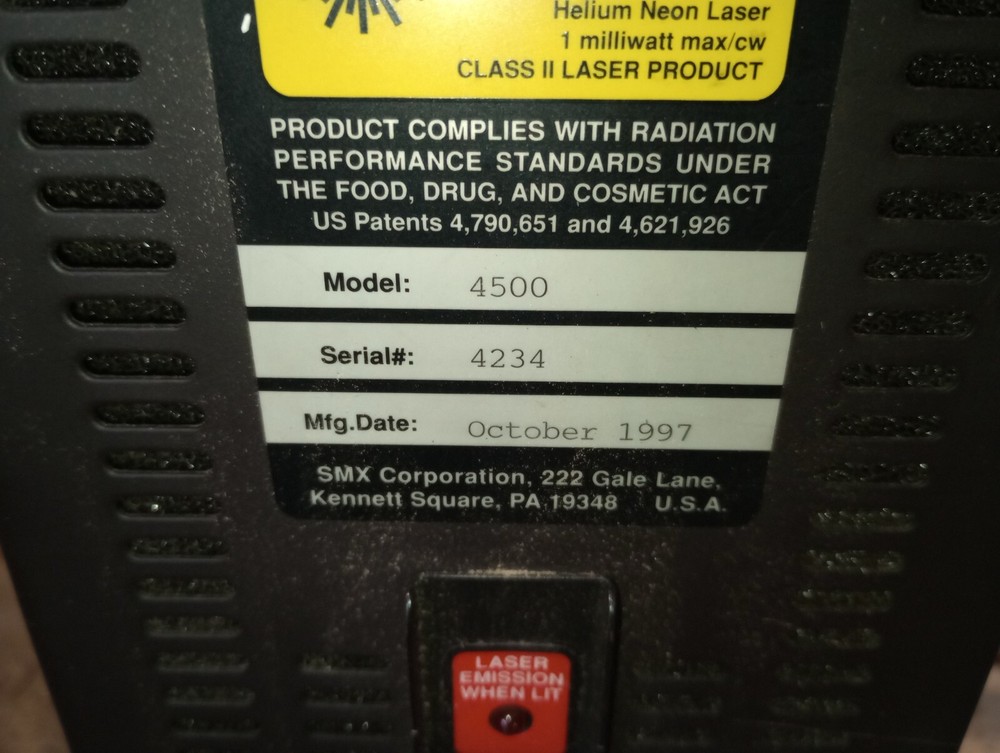 Helium Neon Laser
1 milliwatt max/cw
CLASS II LASER PRODUCT
PRODUCT COMPLIES WITH RADIATION
PERFORMANCE STANDARDS UNDER
THE FOOD, DRUG, AND COSMETIC ACT
US Patents 4,790,651 and 4,621,926
Model: 4500
Serial#: 4234
Mfg.Date: October 1997
SMX Corporation, 222 Gale Lane,
Kennett Square, PA 19348 U.S.A.
LASER
EMISSION
WHEN LIT